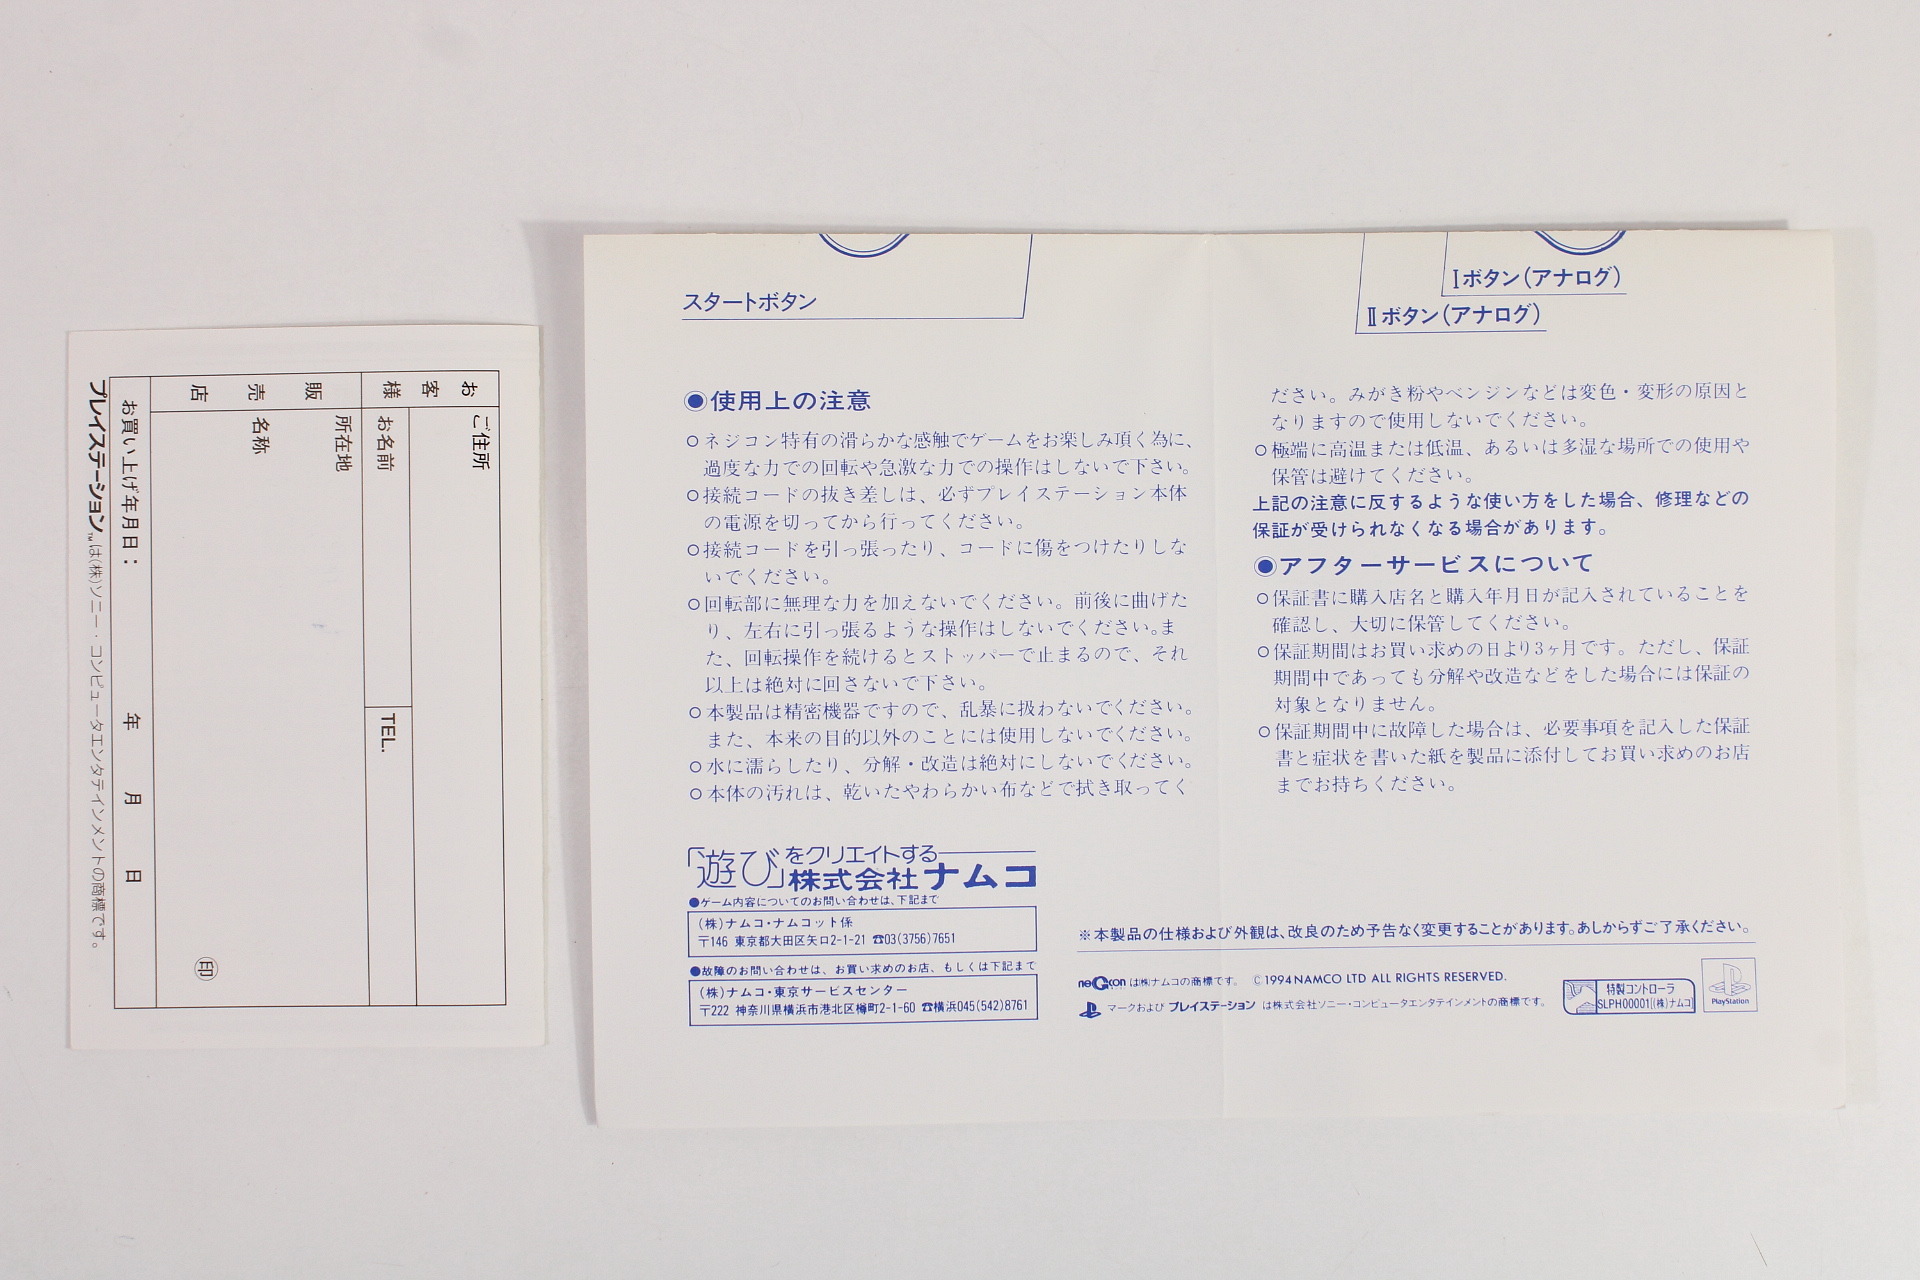 お客様
ご住所
お名前
TEL.
販売店
所在地
名称
印
お買い上げ年月日： 年 月 日
プレイステーション™は(株)ソニー・コンピュータエンタテインメントの商標です。
スタートボタン
Ⅰボタン(アナログ)
Ⅱボタン(アナログ)
◉使用上の注意
○ネジコン特有の滑らかな感触でゲームをお楽しみ頂く為に、
過度な力での回転や急激な力での操作はしないで下さい。
○接続コードの抜き差しは、必ずプレイステーション本体
の電源を切ってから行ってください。
○接続コードを引っ張ったり、コードに傷をつけたりしな
いでください。
○回転部に無理な力を加えないでください。前後に曲げた
り、左右に引っ張るような操作はしないでください。ま
た、回転操作を続けるとストッパーで止まるので、それ
以上は絶対に回さないで下さい。
○本製品は精密機器ですので、乱暴に扱わないでください。
また、本来の目的以外のことには使用しないでください。
○水に濡らしたり、分解・改造は絶対にしないでください。
○本体の汚れは、乾いたやわらかい布などで拭き取ってく
ださい。みがき粉やベンジンなどは変色・変形の原因と
なりますので使用しないでください。
○極端に高温または低温、あるいは多湿な場所での使用や
保管は避けてください。
上記の注意に反するような使い方をした場合、修理などの
保証が受けられなくなる場合があります。
◉アフターサービスについて
○保証書に購入店名と購入年月日が記入されていることを
確認し、大切に保管してください。
○保証期間はお買い求めの日より3ヶ月です。ただし、保証
期間中であっても分解や改造などをした場合には保証の
対象となりません。
○保証期間中に故障した場合は、必要事項を記入した保証
書と症状を書いた紙を製品に添付してお買い求めのお店
までお持ちください。
「遊び」をクリエイトする
株式会社ナムコ
●ゲーム内容についてのお問い合わせは、下記まで
(株)ナムコ・ナムコット係
〒146 東京都大田区矢口2-1-21 ☎03(3756)7651
●故障のお問い合わせは、お買い求めのお店、もしくは下記まで
(株)ナムコ・東京サービスセンター
〒222 神奈川県横浜市港北区樽町2-1-60 ☎横浜045(542)8761
※本製品の仕様および外観は、改良のため予告なく変更することがあります。あしからずご了承ください。
neGcon は(株)ナムコの商標です。 ©1994 NAMCO LTD ALL RIGHTS RESERVED.
マークおよび プレイステーション は株式会社ソニー・コンピュータエンタテインメントの商標です。
特製コントローラ
SLPH00001((株)ナムコ)
PlayStation